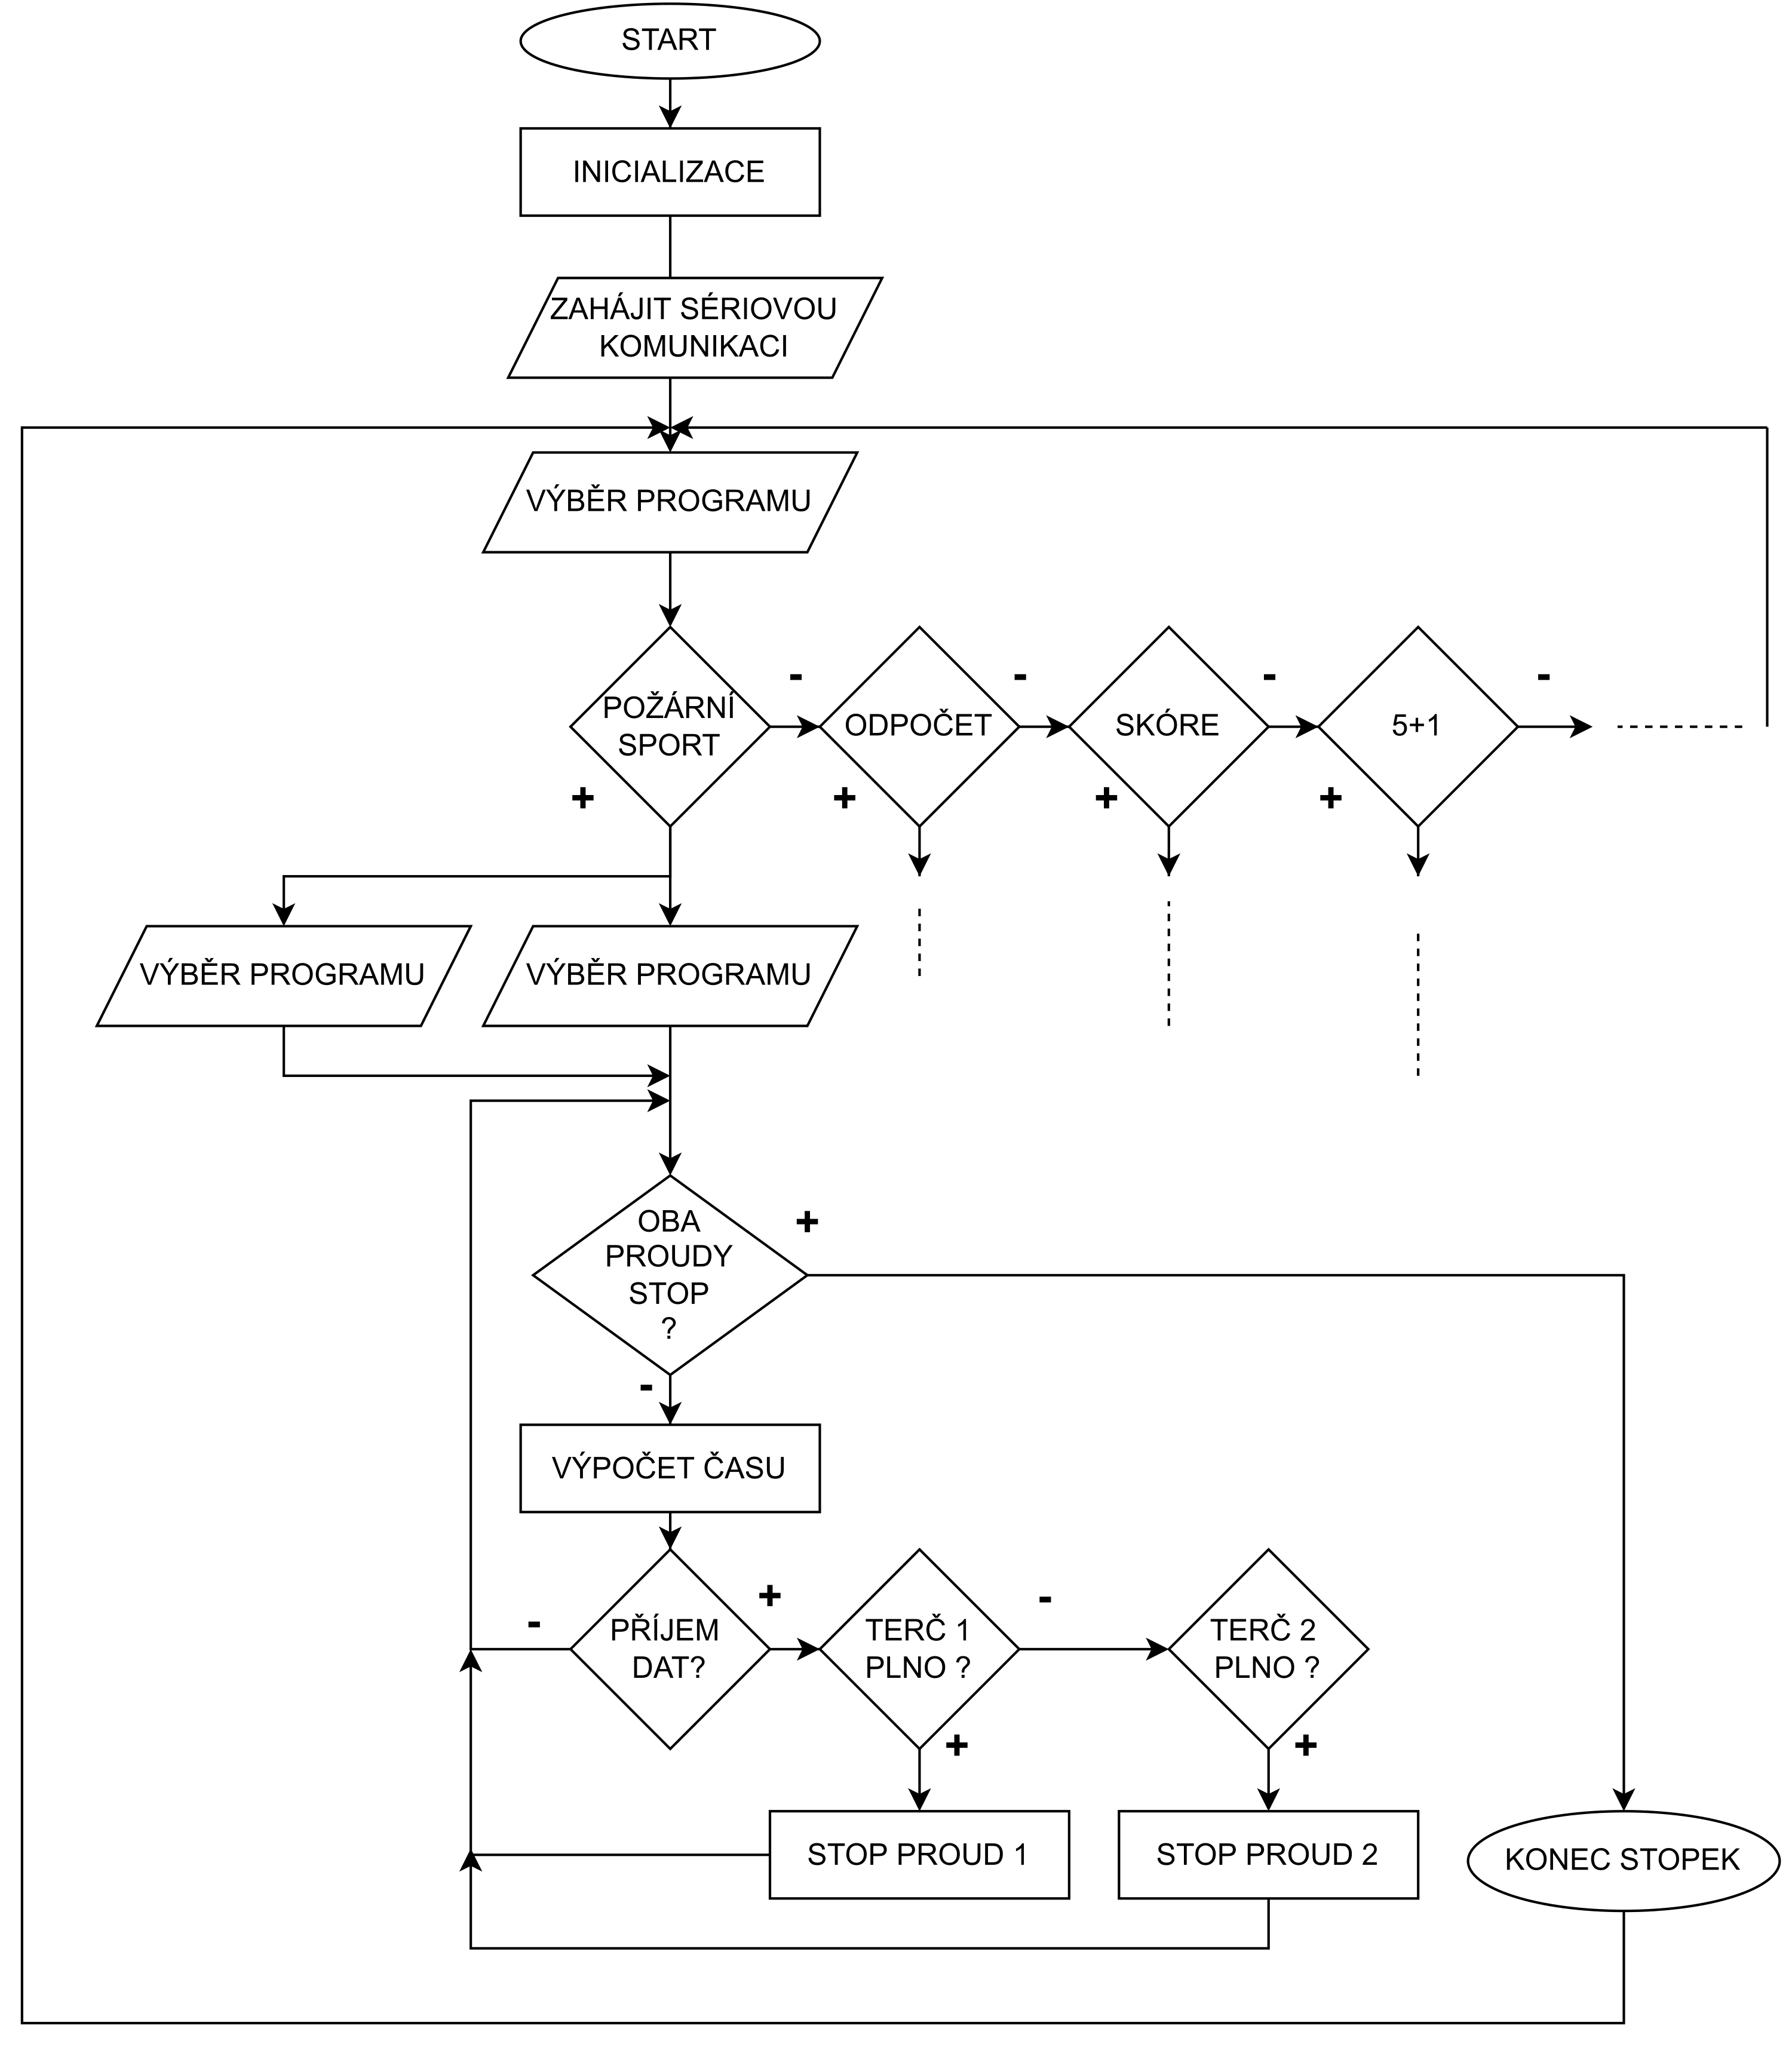 START
INICIALIZACE
ZAHÁJIT SÉRIOVOU
KOMUNIKACI
VÝBĚR PROGRAMU
-
-
-
-
POŽÁRNÍ
SPORT
ODPOČET
SKÓRE
5+1
+
+
+
+
VÝBĚR PROGRAMU
VÝBĚR PROGRAMU
OBA
PROUDY
STOP
?
+
-
VÝPOČET ČASU
-
PŘÍJEM
DAT?
+
TERČ 1
PLNO ?
-
TERČ 2
PLNO ?
+
+
STOP PROUD 1
STOP PROUD 2
KONEC STOPEK